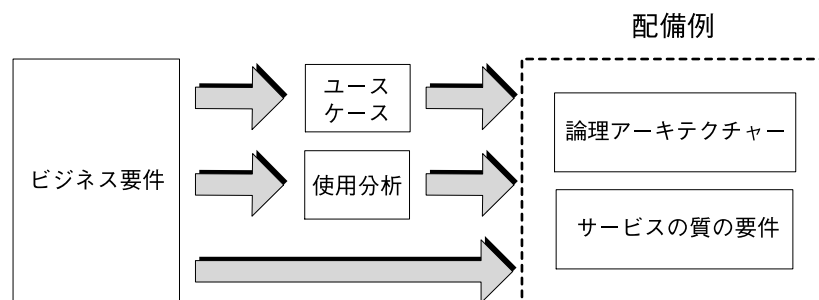 配備例
ビジネス要件
ユース
ケース
使用分析
論理アーキテクチャー
サービスの質の要件